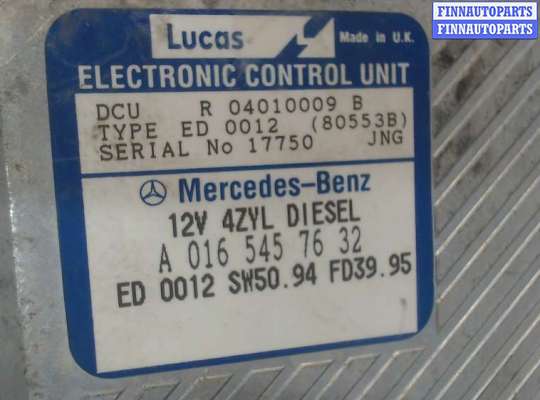 FINNAUTOPARTS
FINNAUTOPARTS
Lucas Made in U.K.
ELECTRONIC CONTROL UNIT
DCU R 04010009 B
TYPE ED 0012 (80553B)
SERIAL No 17750 JNG
Mercedes-Benz
12V 4ZYL DIESEL
A 016 545 76 32
ED 0012 SW50.94 FD39.95